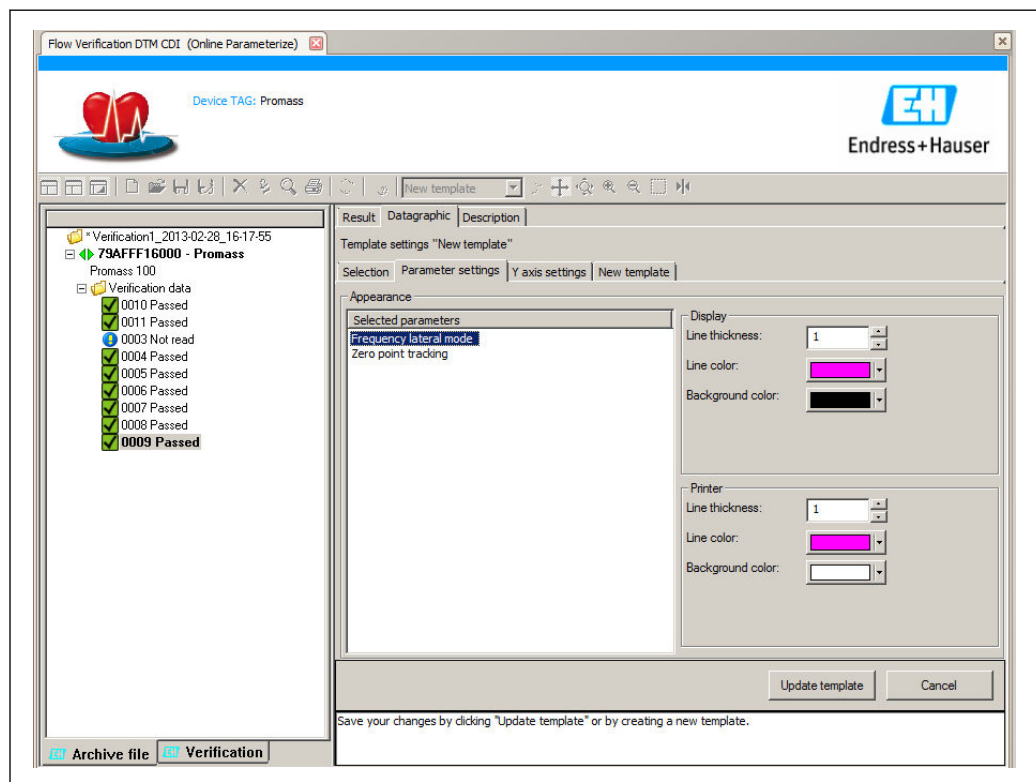 Flow Verification DTM CDI (Online Parameterize)
Device TAG: Promass
EH
Endress+Hauser
New template
Result Datagraphic Description
* Verification1_2013-02-28_16-17-55
79AFFF16000 - Promass
Promass 100
Verification data
0010 Passed
0011 Passed
0003 Not read
0004 Passed
0005 Passed
0006 Passed
0007 Passed
0008 Passed
0009 Passed
Template settings "New template"
Selection Parameter settings Y axis settings New template
Appearance
Selected parameters
Frequency lateral mode
Zero point tracking
Display
Line thickness: 1
Line color:
Background color:
Printer
Line thickness: 1
Line color:
Background color:
Update template Cancel
Save your changes by clicking "Update template" or by creating a new template.
EH Archive file EH Verification